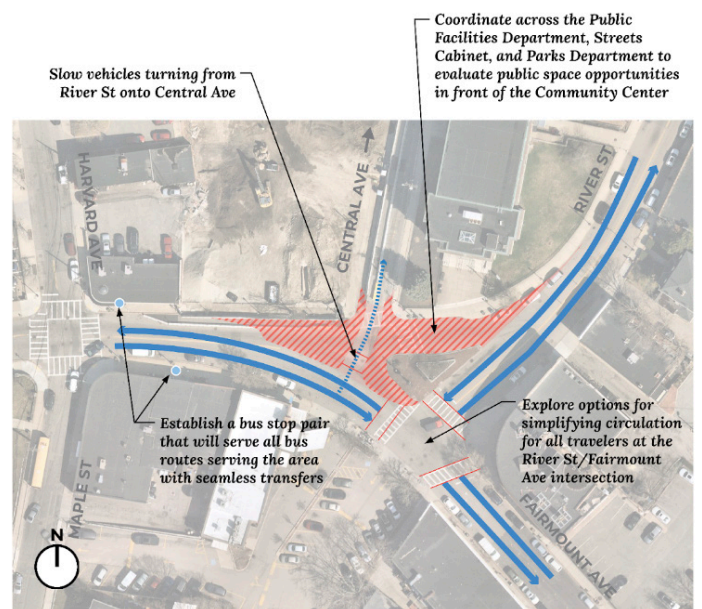 Coordinate across the Public
Facilities Department, Streets
Cabinet, and Parks Department to
evaluate public space opportunities
in front of the Community Center
Slow vehicles turning from
River St onto Central Ave
HARVARD AVE
CENTRAL AVE
RIVER ST
Establish a bus stop pair
that will serve all bus
routes serving the area
with seamless transfers
Explore options for
simplifying circulation
for all travelers at the
River St/Fairmount
Ave intersection
MAPLE ST
FAIRMOUNT AVE
N